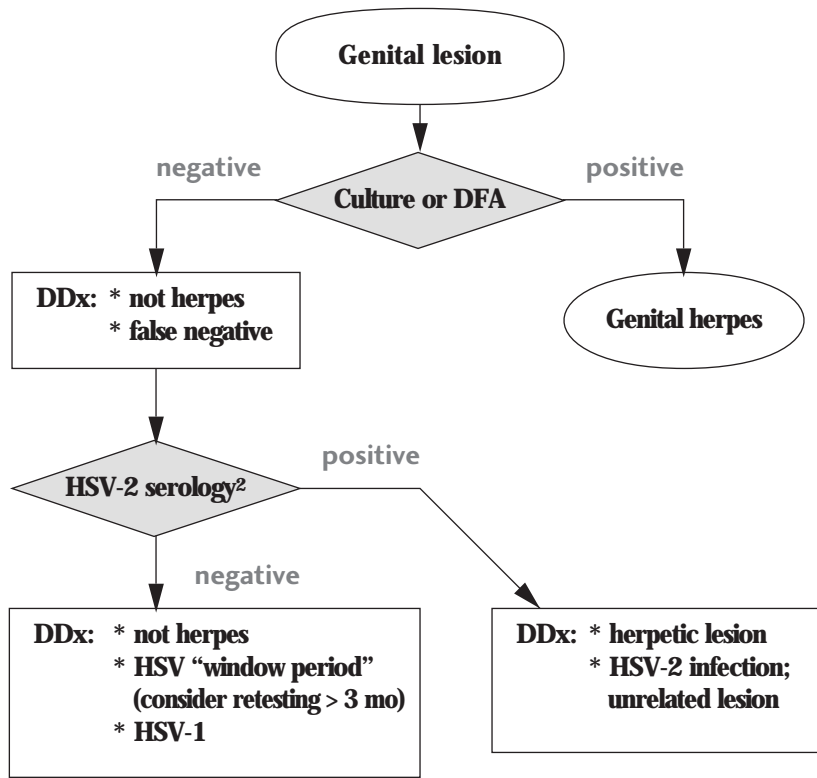 Genital lesion
negative
positive
Culture or DFA
DDx: * not herpes
* false negative
Genital herpes
positive
HSV-2 serology²
negative
DDx: * not herpes
* HSV “window period”
(consider retesting > 3 mo)
* HSV-1
DDx: * herpetic lesion
* HSV-2 infection;
unrelated lesion